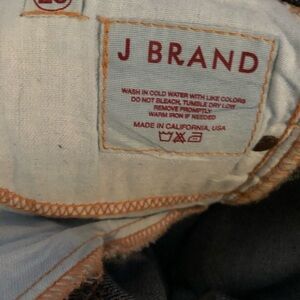 J BRAND
WASH IN COLD WATER WITH LIKE COLORS
DO NOT BLEACH, TUMBLE DRY LOW
REMOVE PROMPTLY
WARM IRON IF NEEDED
MADE IN CALIFORNIA, USA